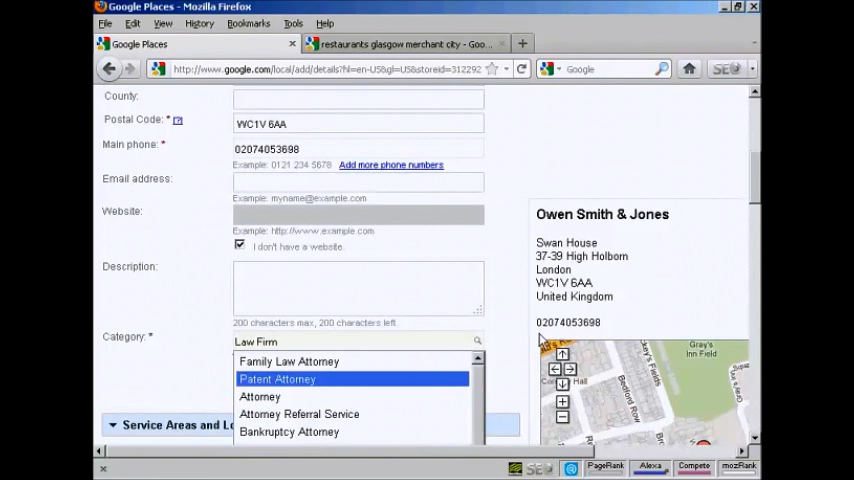 Google Places - Mozilla Firefox
File Edit View History Bookmarks Tools Help
Google Places
restaurants glasgow merchant city - Goo...
http://www.google.com/local/add/details?hl=en-US&gl=US&storeid=312292
Google
SEO
County:
Postal Code: *
WC1V 6AA
Main phone: *
02074053698
Example: 0121 234 5678 Add more phone numbers
Email address:
Example: myname@example.com
Website:
Example: http://www.example.com
I don't have a website.
Description:
200 characters max, 200 characters left.
Category: *
Law Firm
Family Law Attorney
Patent Attorney
Attorney
Attorney Referral Service
Bankruptcy Attorney
Service Areas and Lo
Owen Smith & Jones
Swan House
37-39 High Holborn
London
WC1V 6AA
United Kingdom
02074053698
Gray's
Inn Field
Bedford Row
SEO
PageRank
Alexa
Compete
mozRank